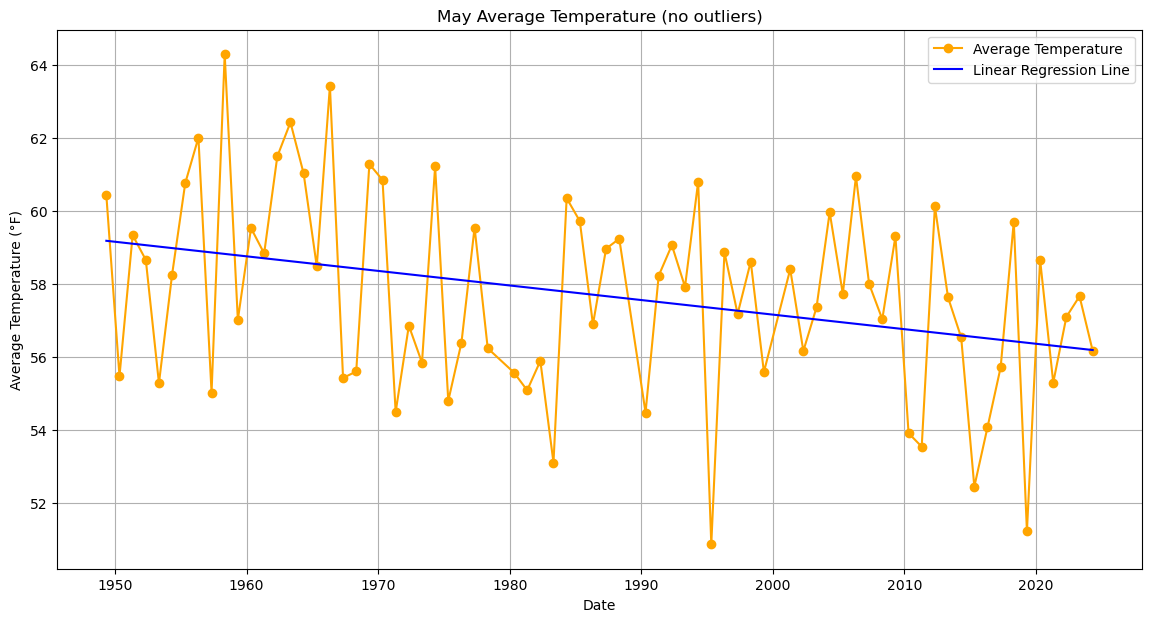 May Average Temperature (no outliers)
Average Temperature
Linear Regression Line
Average Temperature (°F)
64
62
60
58
56
54
52
1950 1960 1970 1980 1990 2000 2010 2020
Date